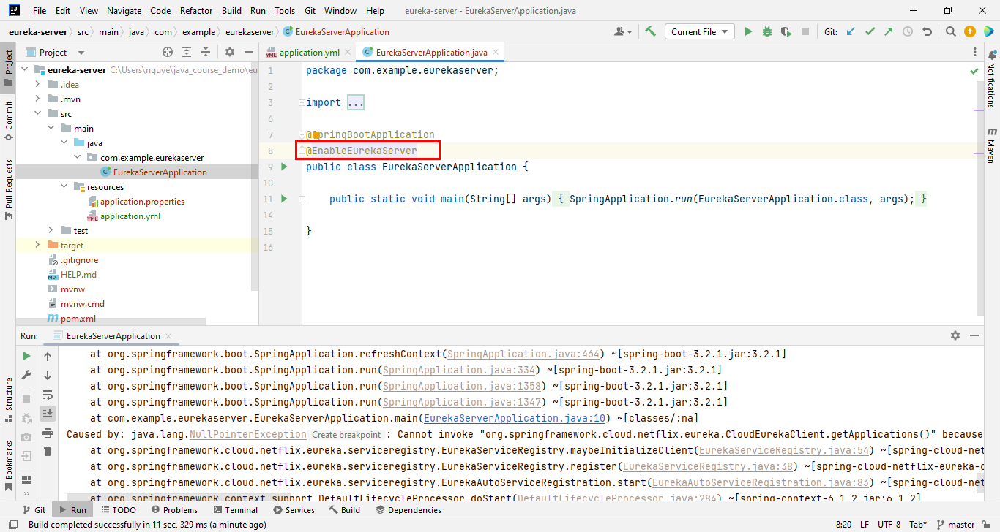 File Edit View Navigate Code Refactor Build Run Tools Git Window Help eureka-server - EurekaServerApplication.java
eureka-server src main java com example eurekaserver EurekaServerApplication Current File Git:
Project
application.yml EurekaServerApplication.java
Project
Commit
Pull Requests
Structure
Bookmarks
eureka-server C:\Users\nguye\java_course_demo\eu
.idea
.mvn
src
main
java
com.example.eurekaserver
EurekaServerApplication
resources
application.properties
application.yml
test
target
.gitignore
HELP.md
mvnw
mvnw.cmd
pom.xml
1 package com.example.eurekaserver;
2
3 import ...
6
7 @SpringBootApplication
8 @EnableEurekaServer
9 public class EurekaServerApplication {
10
11 public static void main(String[] args) { SpringApplication.run(EurekaServerApplication.class, args); }
14
15 }
16
Notifications
Maven
Run: EurekaServerApplication
at org.springframework.boot.SpringApplication.refreshContext(SpringApplication.java:464) ~[spring-boot-3.2.1.jar:3.2.1]
at org.springframework.boot.SpringApplication.run(SpringApplication.java:334) ~[spring-boot-3.2.1.jar:3.2.1]
at org.springframework.boot.SpringApplication.run(SpringApplication.java:1358) ~[spring-boot-3.2.1.jar:3.2.1]
at org.springframework.boot.SpringApplication.run(SpringApplication.java:1347) ~[spring-boot-3.2.1.jar:3.2.1]
at com.example.eurekaserver.EurekaServerApplication.main(EurekaServerApplication.java:10) ~[classes/:na]
Caused by: java.lang.NullPointerException Create breakpoint : Cannot invoke "org.springframework.cloud.netflix.eureka.CloudEurekaClient.getApplications()" because
at org.springframework.cloud.netflix.eureka.serviceregistry.EurekaServiceRegistry.maybeInitializeClient(EurekaServiceRegistry.java:54) ~[spring-cloud-net
at org.springframework.cloud.netflix.eureka.serviceregistry.EurekaServiceRegistry.register(EurekaServiceRegistry.java:38) ~[spring-cloud-netflix-eureka-c
at org.springframework.cloud.netflix.eureka.serviceregistry.EurekaAutoServiceRegistration.start(EurekaAutoServiceRegistration.java:83) ~[spring-cloud-net
at org.springframework.context.support.DefaultLifecycleProcessor.doStart(DefaultLifecycleProcessor.java:284) ~[spring-context-6.1.2.jar:6.1.2]
Git Run TODO Problems Terminal Services Build Dependencies
Build completed successfully in 11 sec, 329 ms (a minute ago) 8:20 LF UTF-8 Tab* master